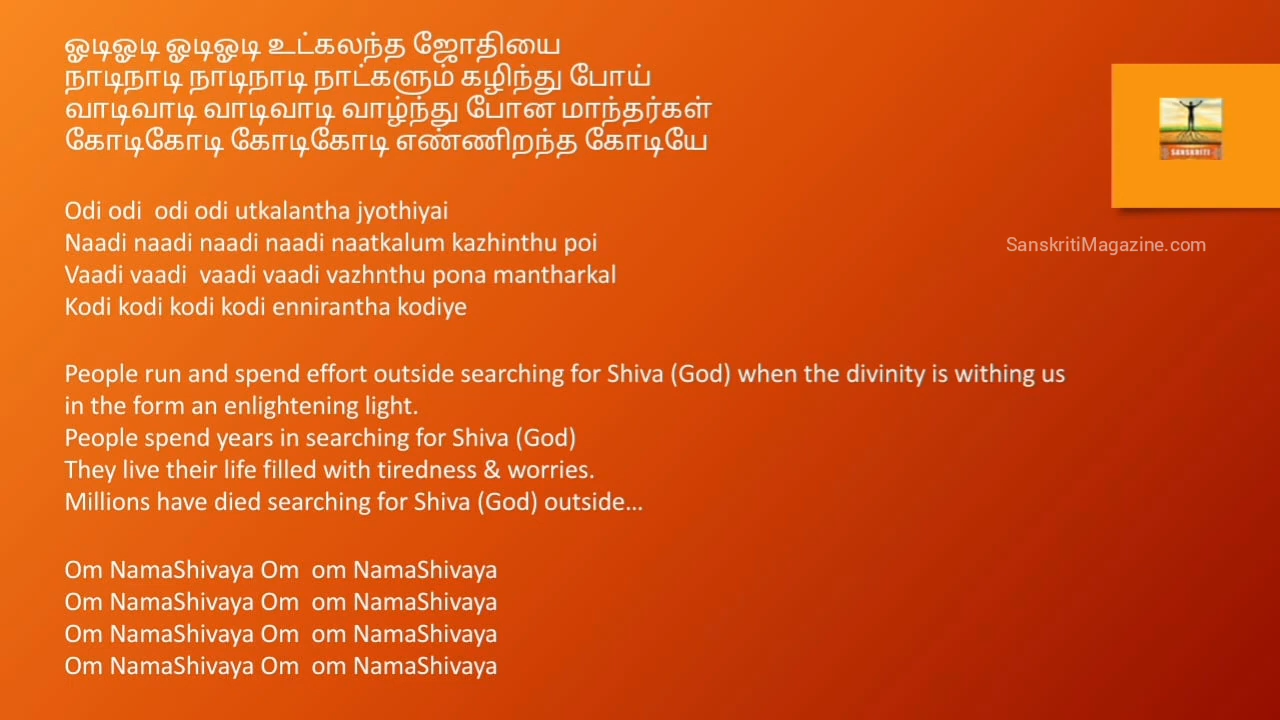 ஓடிஓடி ஓடிஓடி உட்கலந்த ஜோதியை
நாடிநாடி நாடிநாடி நாட்களும் கழிந்து போய்
வாடிவாடி வாடிவாடி வாழ்ந்து போன மாந்தர்கள்
கோடிகோடி கோடிகோடி எண்ணிறந்த கோடியே
Odi odi  odi odi utkalantha jyothiyai
Naadi naadi naadi naadi naatkalum kazhinthu poi
Vaadi vaadi  vaadi vaadi vazhnthu pona mantharkal
Kodi kodi kodi kodi ennirantha kodiye
People run and spend effort outside searching for Shiva (God) when the divinity is withing us
in the form an enlightening light.
People spend years in searching for Shiva (God)
They live their life filled with tiredness & worries.
Millions have died searching for Shiva (God) outside...
Om NamaShivaya Om  om NamaShivaya
Om NamaShivaya Om  om NamaShivaya
Om NamaShivaya Om  om NamaShivaya
Om NamaShivaya Om  om NamaShivaya
SANSKRITI
SanskritiMagazine.com